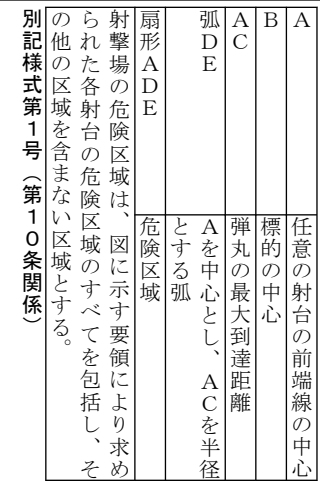 A 任意の射台の前端線の中心
B 標的の中心
AC 弾丸の最大到達距離
弧DE Aを中心とし、ACを半径
とする弧
扇形ADE 危険区域
射撃場の危険区域は、図に示す要領により求め
られた各射台の危険区域のすべてを包括し、そ
の他の区域を含まない区域とする。
別記様式第1号（第10条関係）